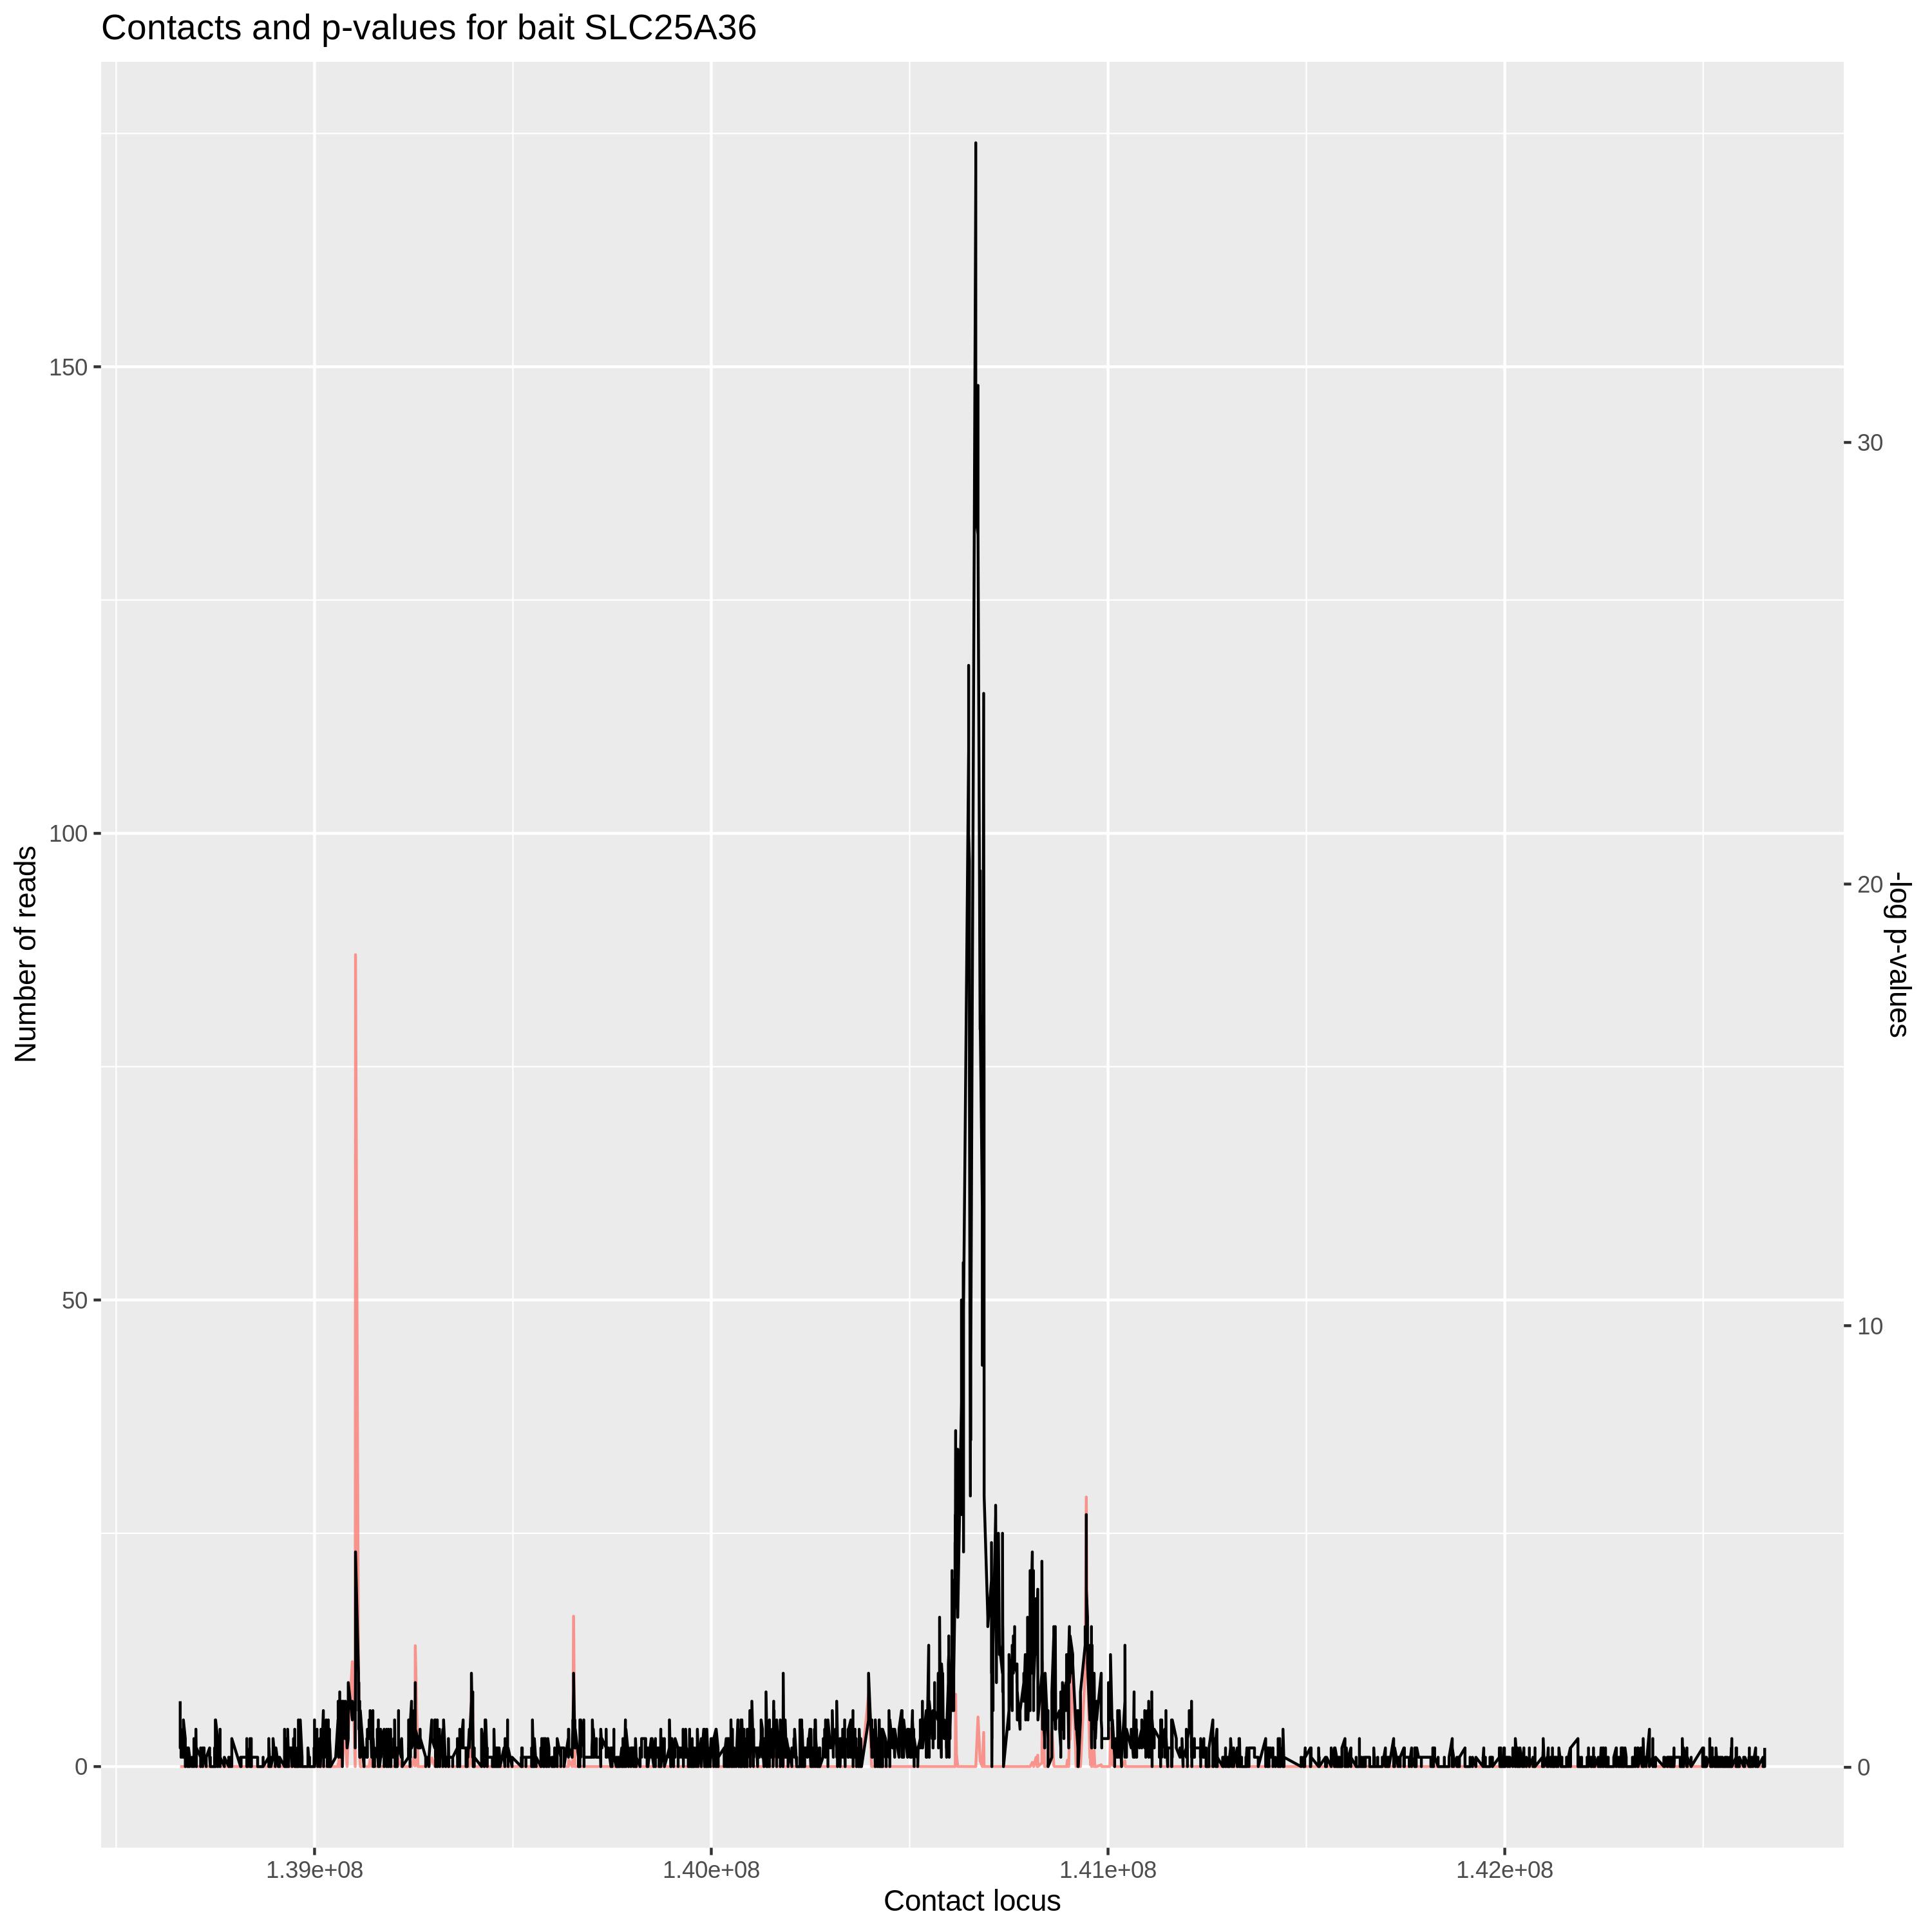 Contacts and p-values for bait SLC25A36
150
100
50
0
Number of reads
30
20
10
0
-log p-values
1.39e+08
1.40e+08
1.41e+08
1.42e+08
Contact locus